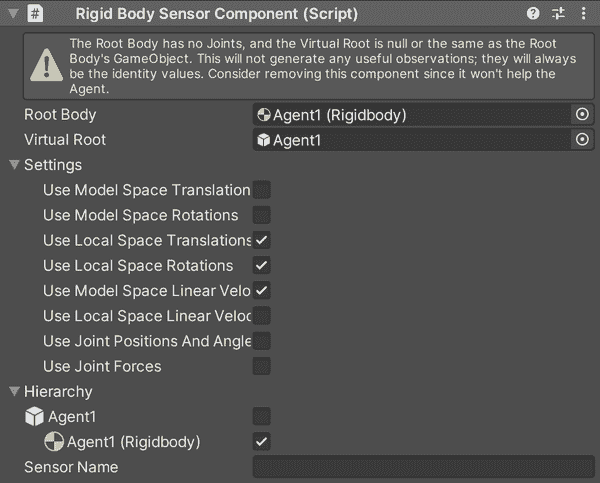 Rigid Body Sensor Component (Script)
The Root Body has no Joints, and the Virtual Root is null or the same as the Root
Body's GameObject. This will not generate any useful observations; they will always
be the identity values. Consider removing this component since it won't help the
Agent.
Root Body Agent1 (Rigidbody)
Virtual Root Agent1
Settings
Use Model Space Translation
Use Model Space Rotations
Use Local Space Translations
Use Local Space Rotations
Use Model Space Linear Velo
Use Local Space Linear Veloc
Use Joint Positions And Angle
Use Joint Forces
Hierarchy
Agent1
Agent1 (Rigidbody)
Sensor Name